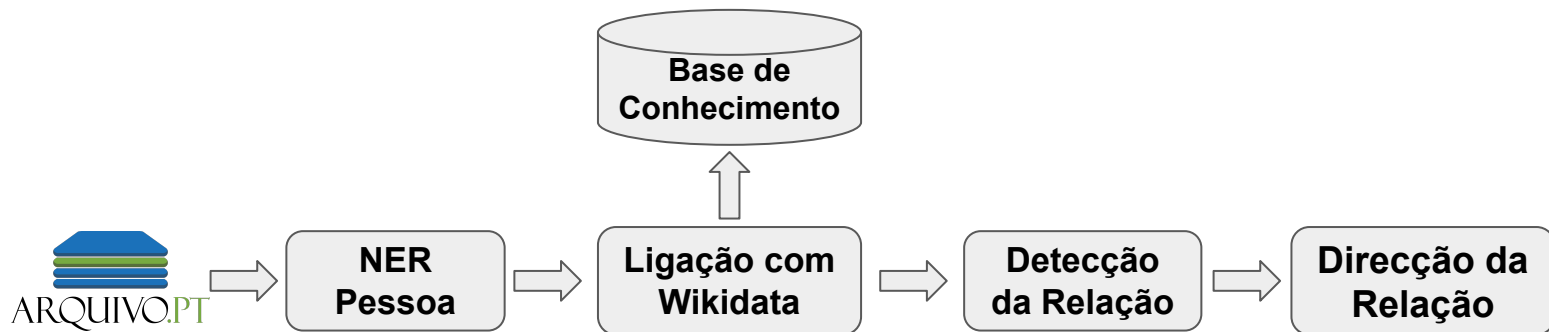 Base de
Conhecimento
ARQUIVO.PT
NER
Pessoa
Ligação com
Wikidata
Detecção
da Relação
Direcção da
Relação